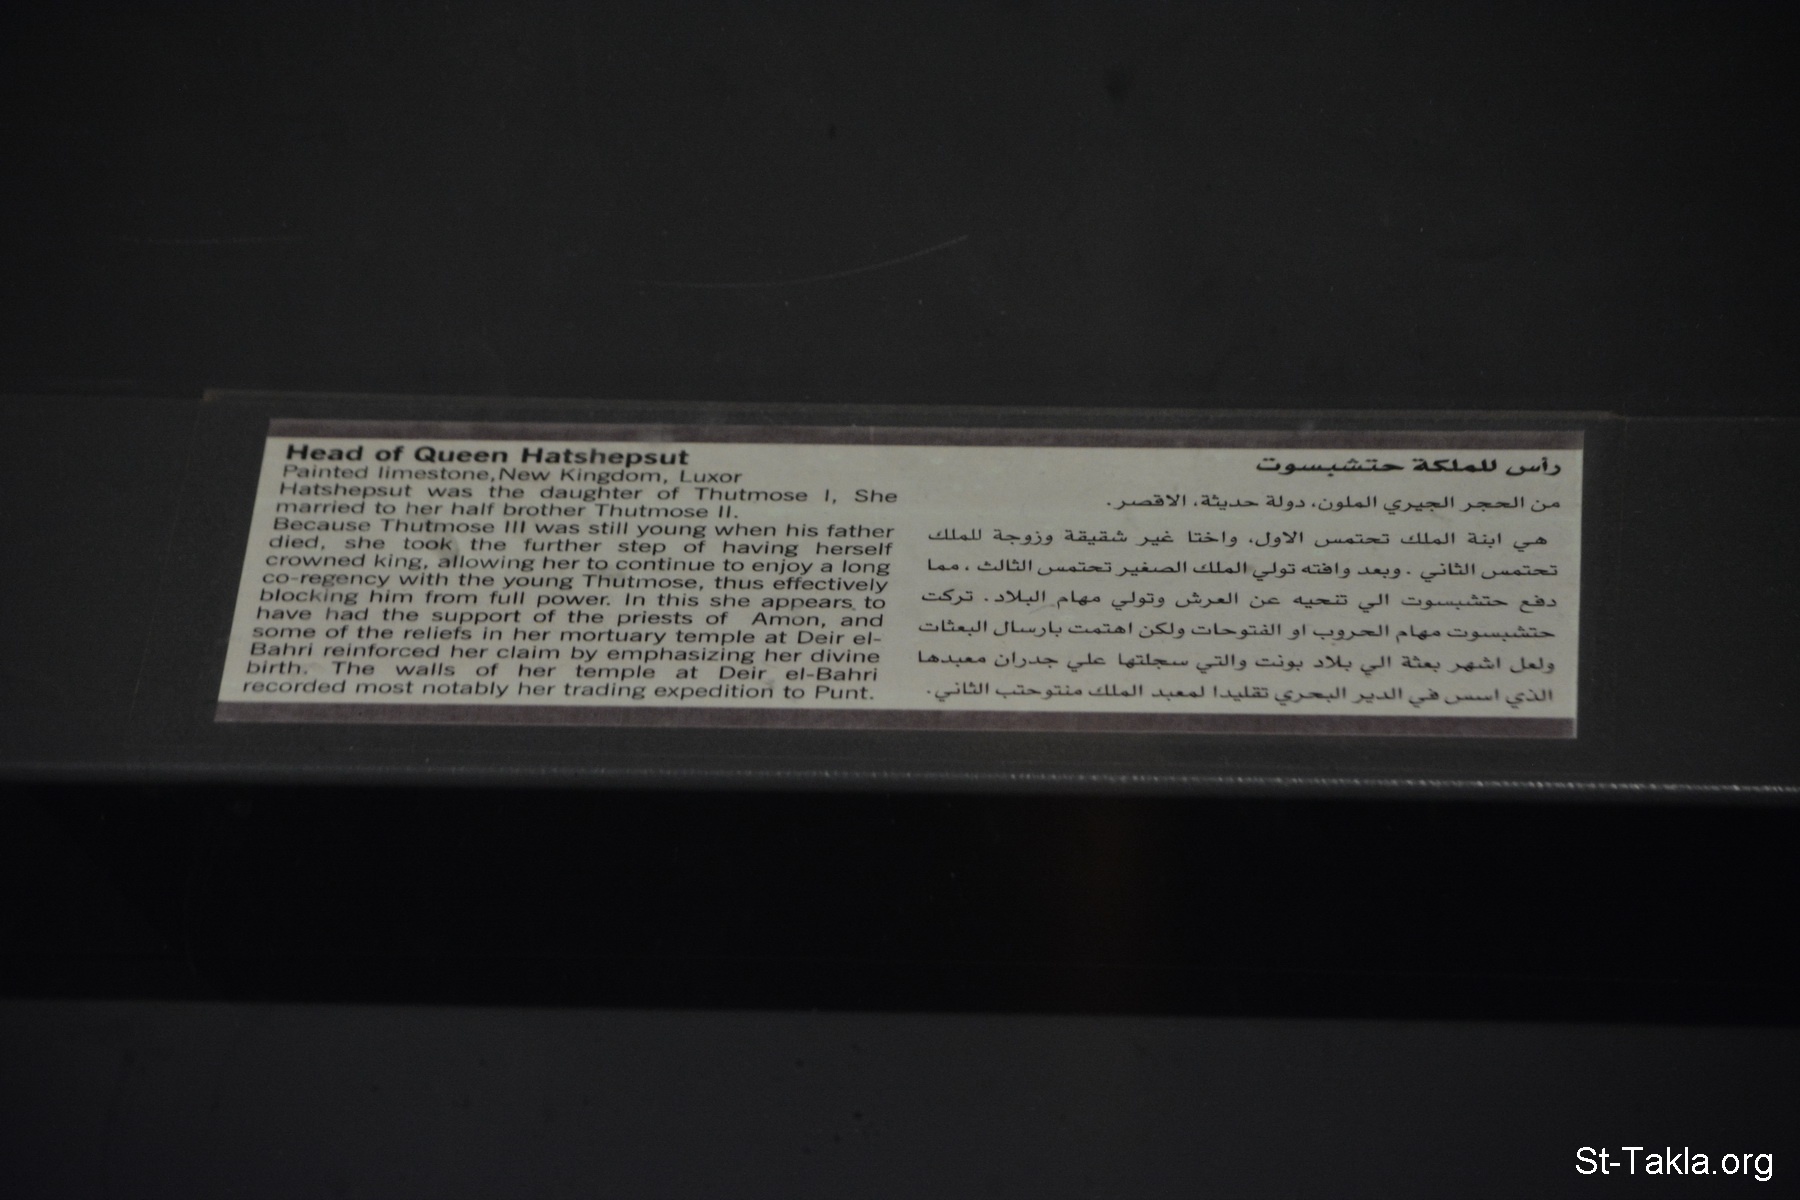 Head of Queen Hatshepsut
Painted limestone, New Kingdom, Luxor
Hatshepsut was the daughter of Thutmose I, She
married to her half brother Thutmose II.
Because Thutmose III was still young when his father
died, she took the further step of having herself
crowned king, allowing her to continue to enjoy a long
co-regency with the young Thutmose, thus effectively
blocking him from full power. In this she appears to
have had the support of the priests of Amon, and
some of the reliefs in her mortuary temple at Deir el-
Bahri reinforced her claim by emphasizing her divine
birth. The walls of her temple at Deir el-Bahri
recorded most notably her trading expedition to Punt.
رأس للملكة حتشبسوت
من الحجر الجيري الملون، دولة حديثة، الاقصر.
هي ابنة الملك تحتمس الاول، واختا غير شقيقة وزوجة للملك
تحتمس الثاني . وبعد وافته تولي الملك الصغير تحتمس الثالث ، مما
دفع حتشبسوت الي تنحيه عن العرش وتولي مهام البلاد. تركت
حتشبسوت مهام الحروب او الفتوحات ولكن اهتمت بارسال البعثات
ولعل اشهر بعثة الي بلاد بونت والتي سجلتها علي جدران معبدها
الذي اسس في الدير البحري تقليدا لمعبد الملك منتوحتب الثاني.
St-Takla.org